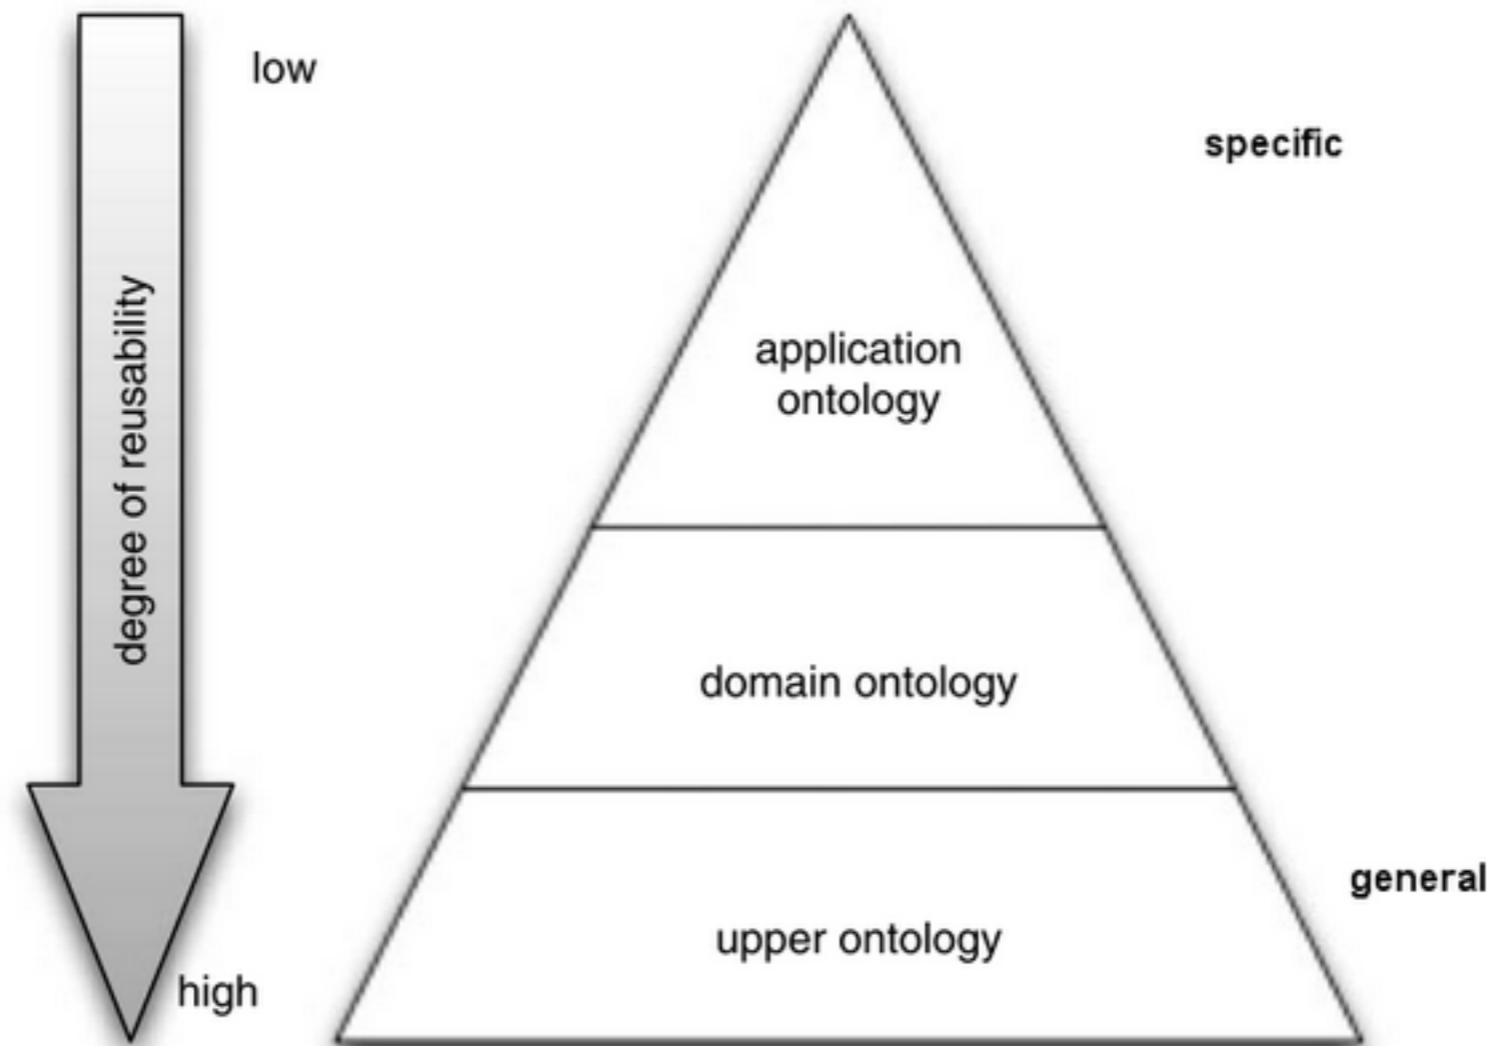 low
specific
degree of reusability
application
ontology
domain ontology
general
upper ontology
high